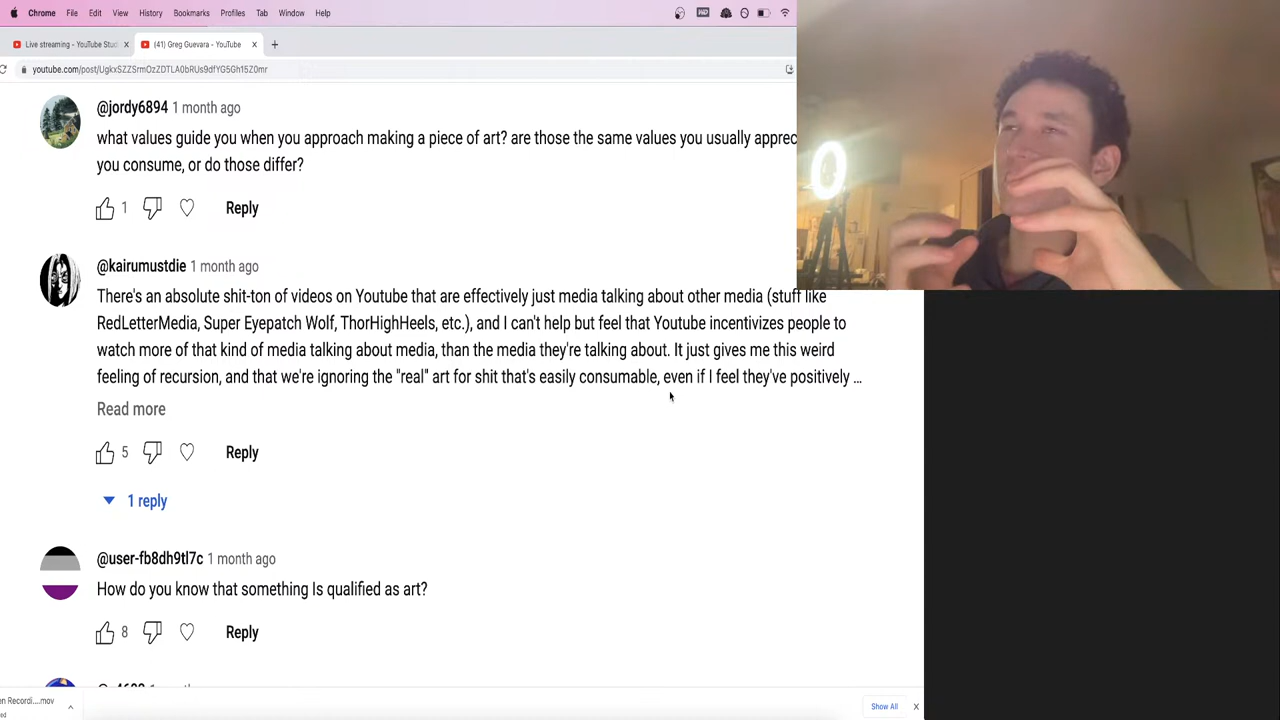 Chrome File Edit View History Bookmarks Profiles Tab Window Help
Live streaming - YouTube Stud
(41) Greg Guevara - YouTube
youtube.com/post/UgkxSZZSrmOzZDTLA0bRUs9dfYG5Gh15Z0mr
@jordy6894 1 month ago
what values guide you when you approach making a piece of art? are those the same values you usually apprec
you consume, or do those differ?
1 Reply
@kairumustdie 1 month ago
There's an absolute shit-ton of videos on Youtube that are effectively just media talking about other media (stuff like
RedLetterMedia, Super Eyepatch Wolf, ThorHighHeels, etc.), and I can't help but feel that Youtube incentivizes people to
watch more of that kind of media talking about media, than the media they're talking about. It just gives me this weird
feeling of recursion, and that we're ignoring the "real" art for shit that's easily consumable, even if I feel they've positively ...
Read more
5 Reply
1 reply
@user-fb8dh9tl7c 1 month ago
How do you know that something Is qualified as art?
8 Reply
en Recordi....mov
Show All